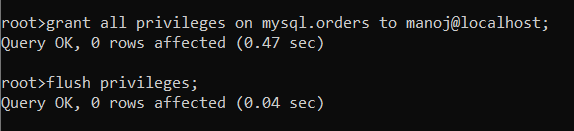 root>grant all privileges on mysql.orders to manoj@localhost;
Query OK, 0 rows affected (0.47 sec)
root>flush privileges;
Query OK, 0 rows affected (0.04 sec)